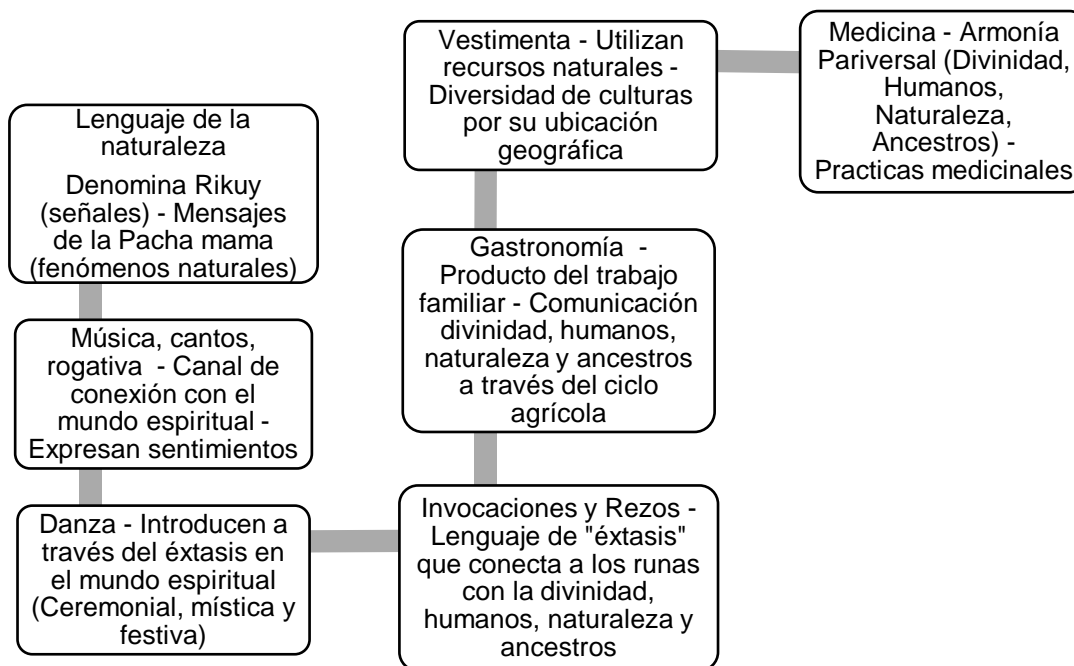 Lenguaje de la
naturaleza
Denomina Rikuy
(señales) - Mensajes
de la Pacha mama
(fenómenos naturales)
Música, cantos,
rogativa - Canal de
conexión con el
mundo espiritual -
Expresan sentimientos
Danza - Introducen a
través del éxtasis en
el mundo espiritual
(Ceremonial, mística y
festiva)
Invocaciones y Rezos -
Lenguaje de "éxtasis"
que conecta a los runas
con la divinidad,
humanos, naturaleza y
ancestros
Gastronomía -
Producto del trabajo
familiar - Comunicación
divinidad, humanos,
naturaleza y ancestros
a través del ciclo
agrícola
Vestimenta - Utilizan
recursos naturales -
Diversidad de culturas
por su ubicación
geográfica
Medicina - Armonía
Pariversal (Divinidad,
Humanos,
Naturaleza,
Ancestros) -
Practicas medicinales